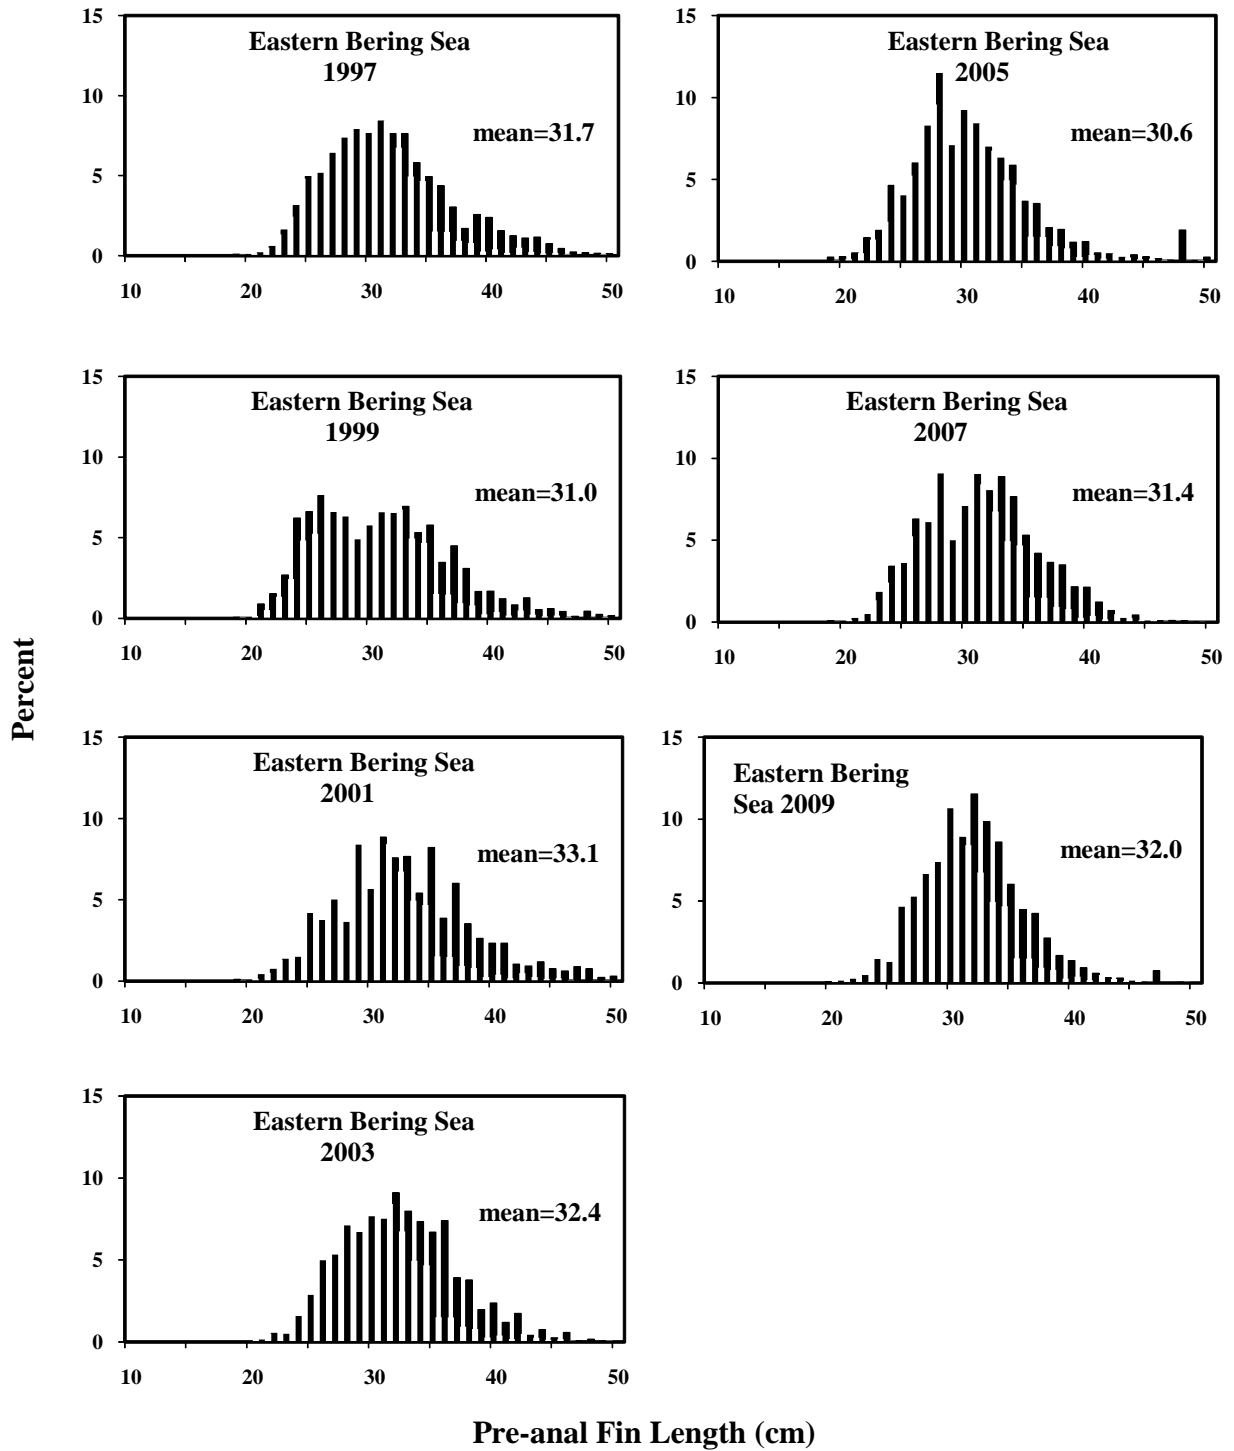 Percent
15
10
5
0
Eastern Bering Sea
1997
mean=31.7
10 20 30 40 50
15
10
5
0
Eastern Bering Sea
1999
mean=31.0
10 20 30 40 50
15
10
5
0
Eastern Bering Sea
2001
mean=33.1
10 20 30 40 50
15
10
5
0
Eastern Bering Sea
2003
mean=32.4
10 20 30 40 50
15
10
5
0
Eastern Bering Sea
2005
mean=30.6
10 20 30 40 50
15
10
5
0
Eastern Bering Sea
2007
mean=31.4
10 20 30 40 50
15
10
5
0
Eastern Bering
Sea 2009
mean=32.0
10 20 30 40 50
Pre-anal Fin Length (cm)